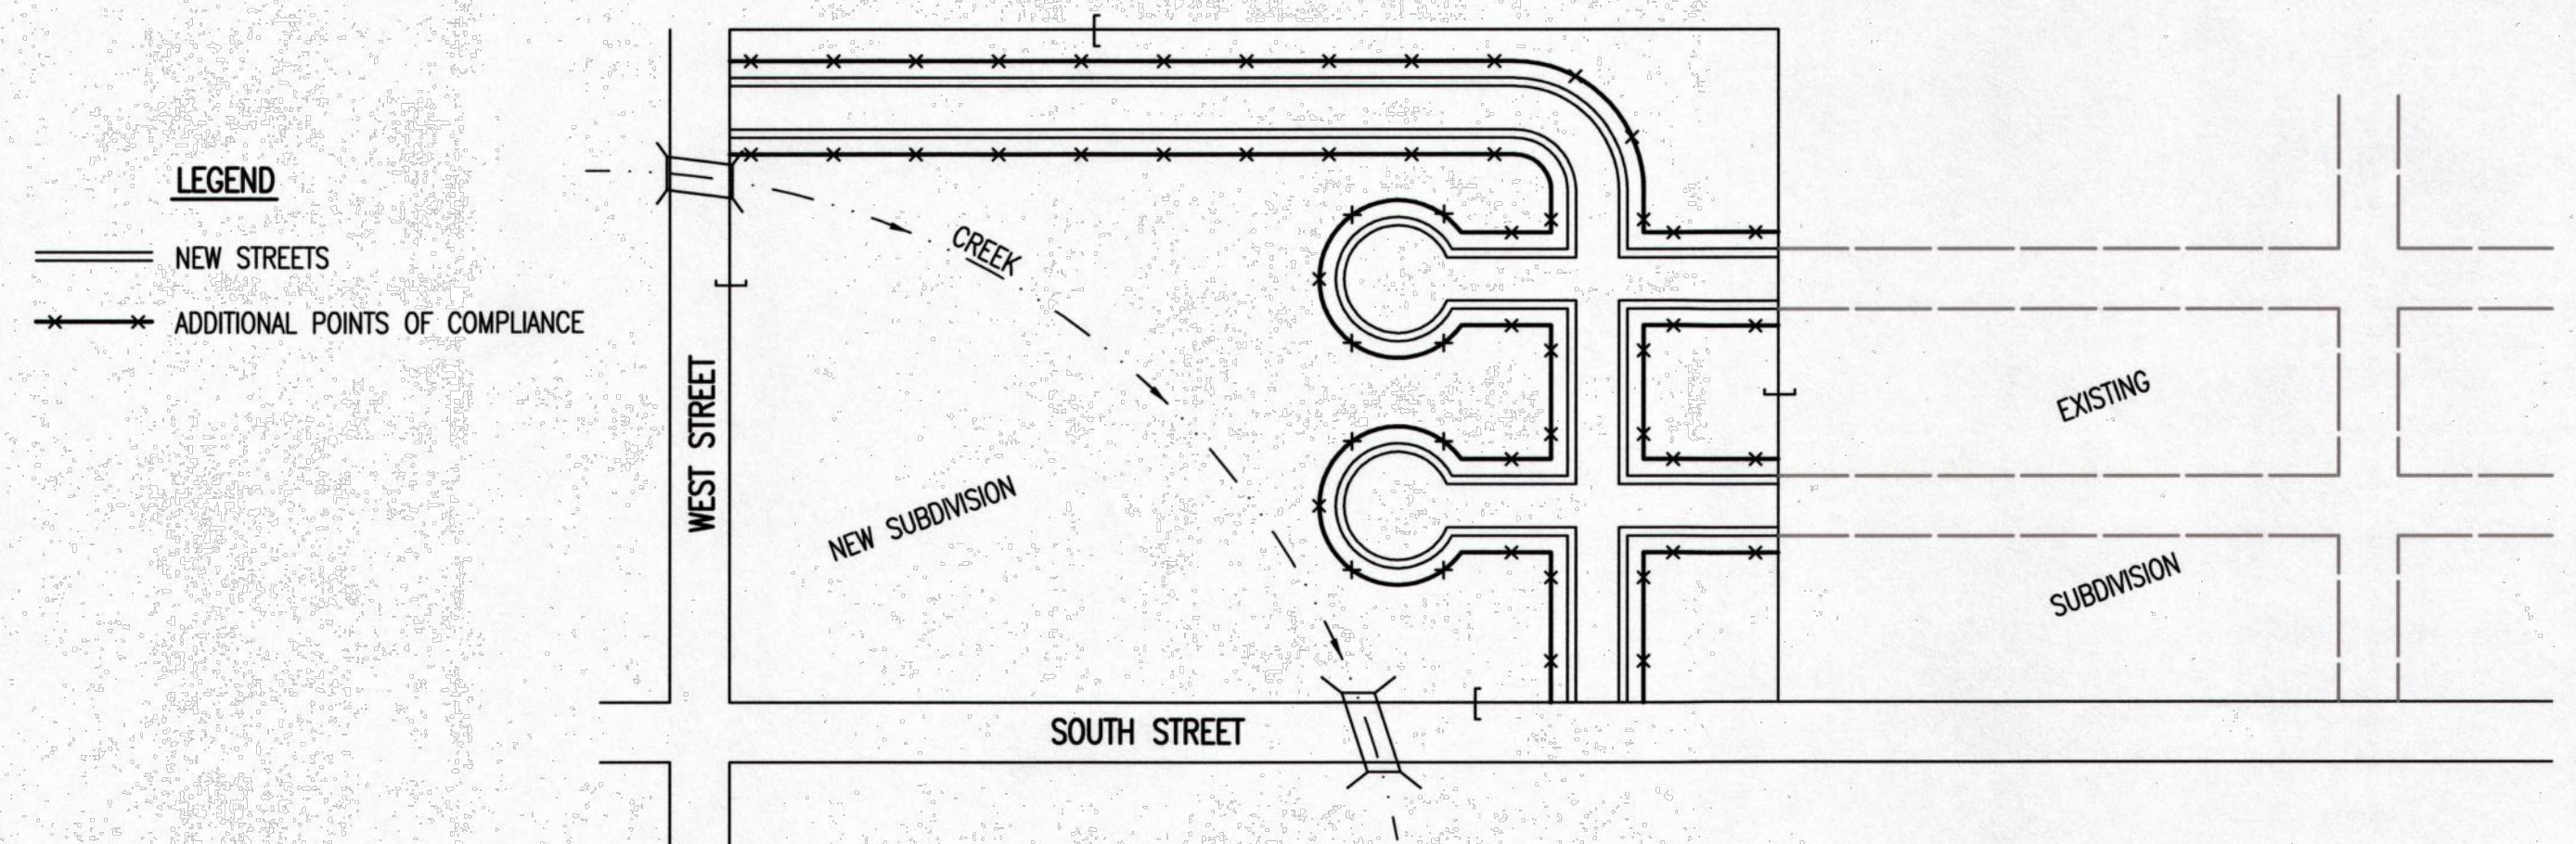 LEGEND
NEW STREETS
ADDITIONAL POINTS OF COMPLIANCE
WEST STREET
CREEK
NEW SUBDIVISION
SOUTH STREET
EXISTING
SUBDIVISION